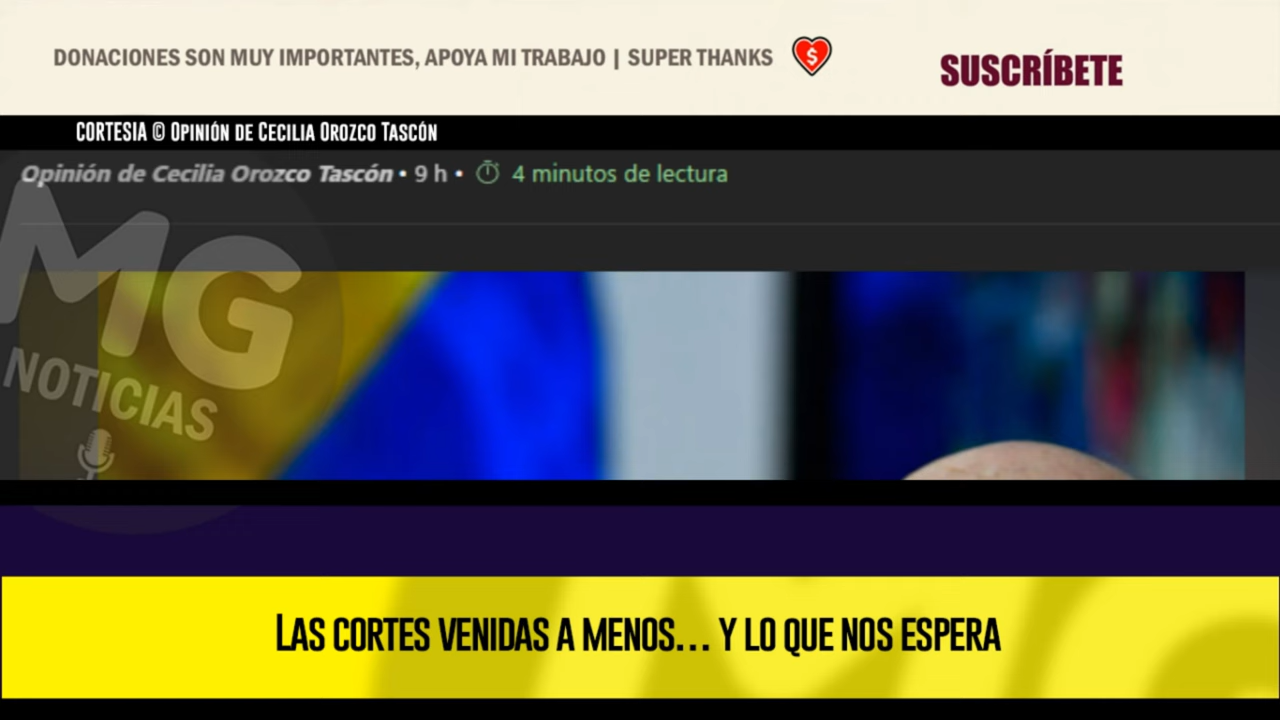 DONACIONES SON MUY IMPORTANTES, APOYA MI TRABAJO | SUPER THANKS $
SUSCRÍBETE
CORTESIA © OPINIÓN DE CECILIA OROZCO TASCÓN
Opinión de Cecilia Orozco Tascón • 9 h • 4 minutos de lectura
MG
NOTICIAS
LAS CORTES VENIDAS A MENOS... Y LO QUE NOS ESPERA